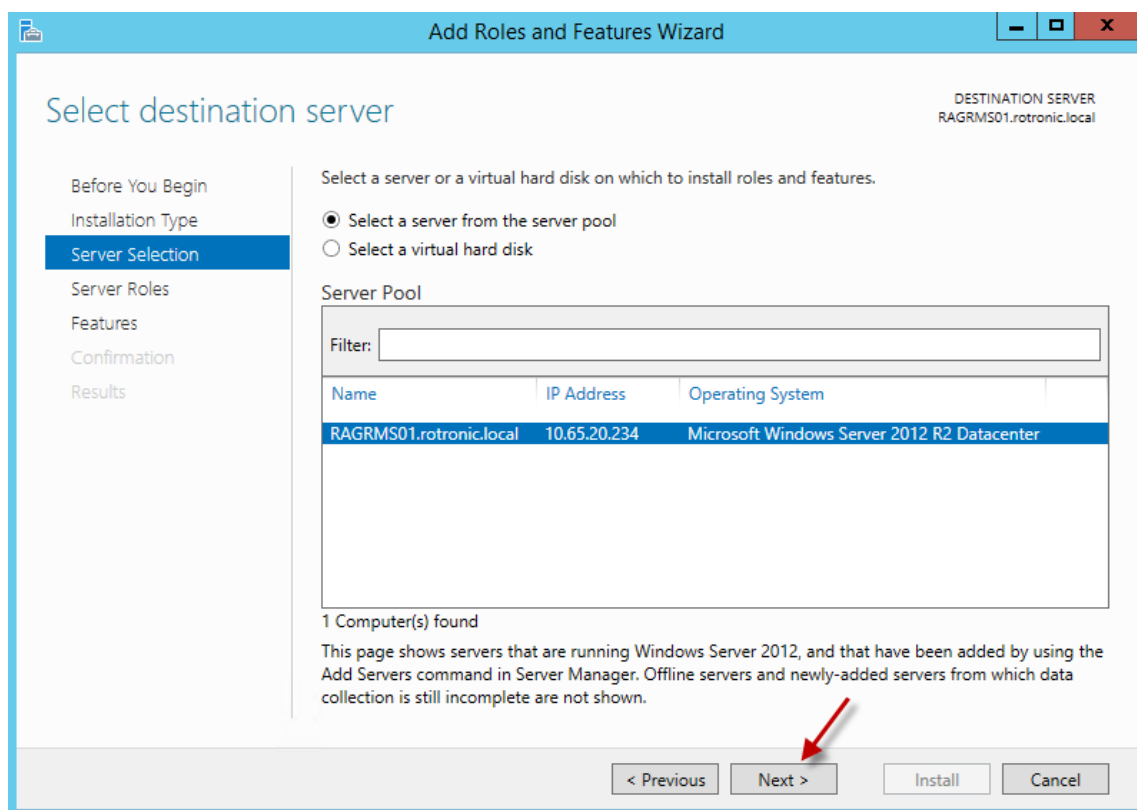 Add Roles and Features Wizard
Select destination server
DESTINATION SERVER
RAGRMS01.rotronic.local
Before You Begin
Installation Type
Server Selection
Server Roles
Features
Confirmation
Results
Select a server or a virtual hard disk on which to install roles and features.
Select a server from the server pool
Select a virtual hard disk
Server Pool
Filter:
Name IP Address Operating System
RAGRMS01.rotronic.local 10.65.20.234 Microsoft Windows Server 2012 R2 Datacenter
1 Computer(s) found
This page shows servers that are running Windows Server 2012, and that have been added by using the
Add Servers command in Server Manager. Offline servers and newly-added servers from which data
collection is still incomplete are not shown.
< Previous Next > Install Cancel